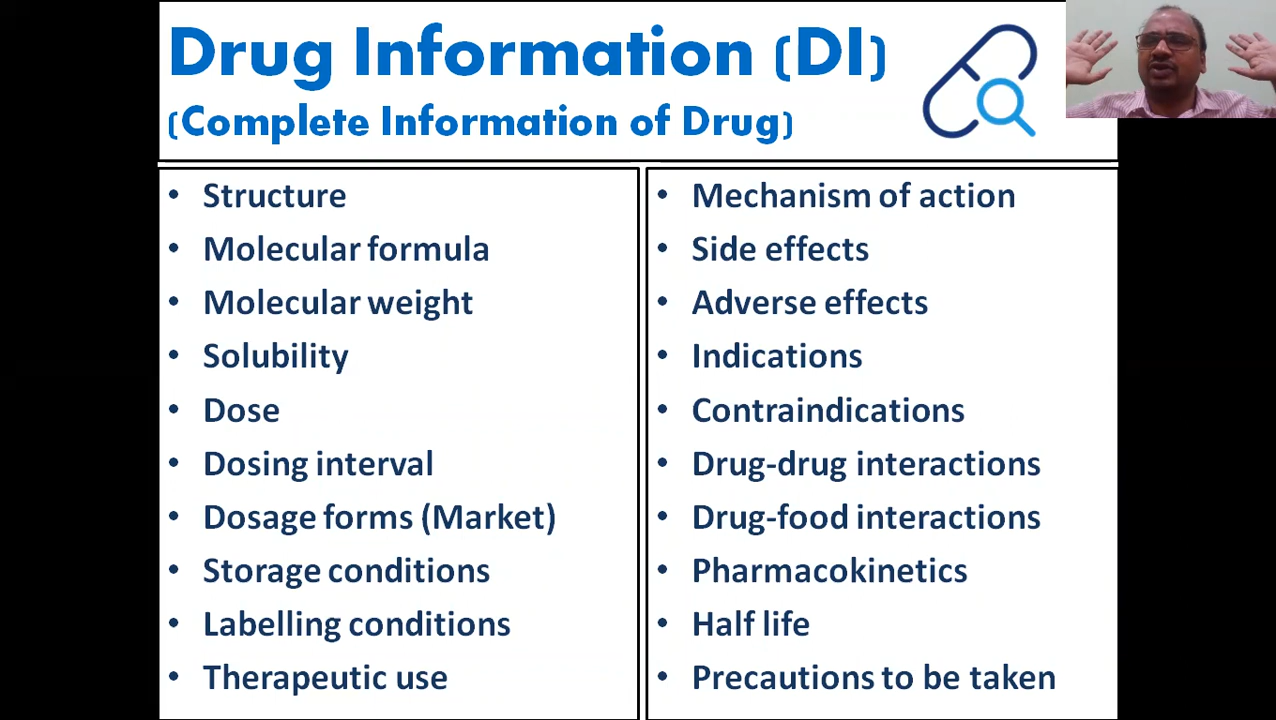 Drug Information (DI)
(Complete Information of Drug)
• Structure
• Molecular formula
• Molecular weight
• Solubility
• Dose
• Dosing interval
• Dosage forms (Market)
• Storage conditions
• Labelling conditions
• Therapeutic use
• Mechanism of action
• Side effects
• Adverse effects
• Indications
• Contraindications
• Drug-drug interactions
• Drug-food interactions
• Pharmacokinetics
• Half life
• Precautions to be taken